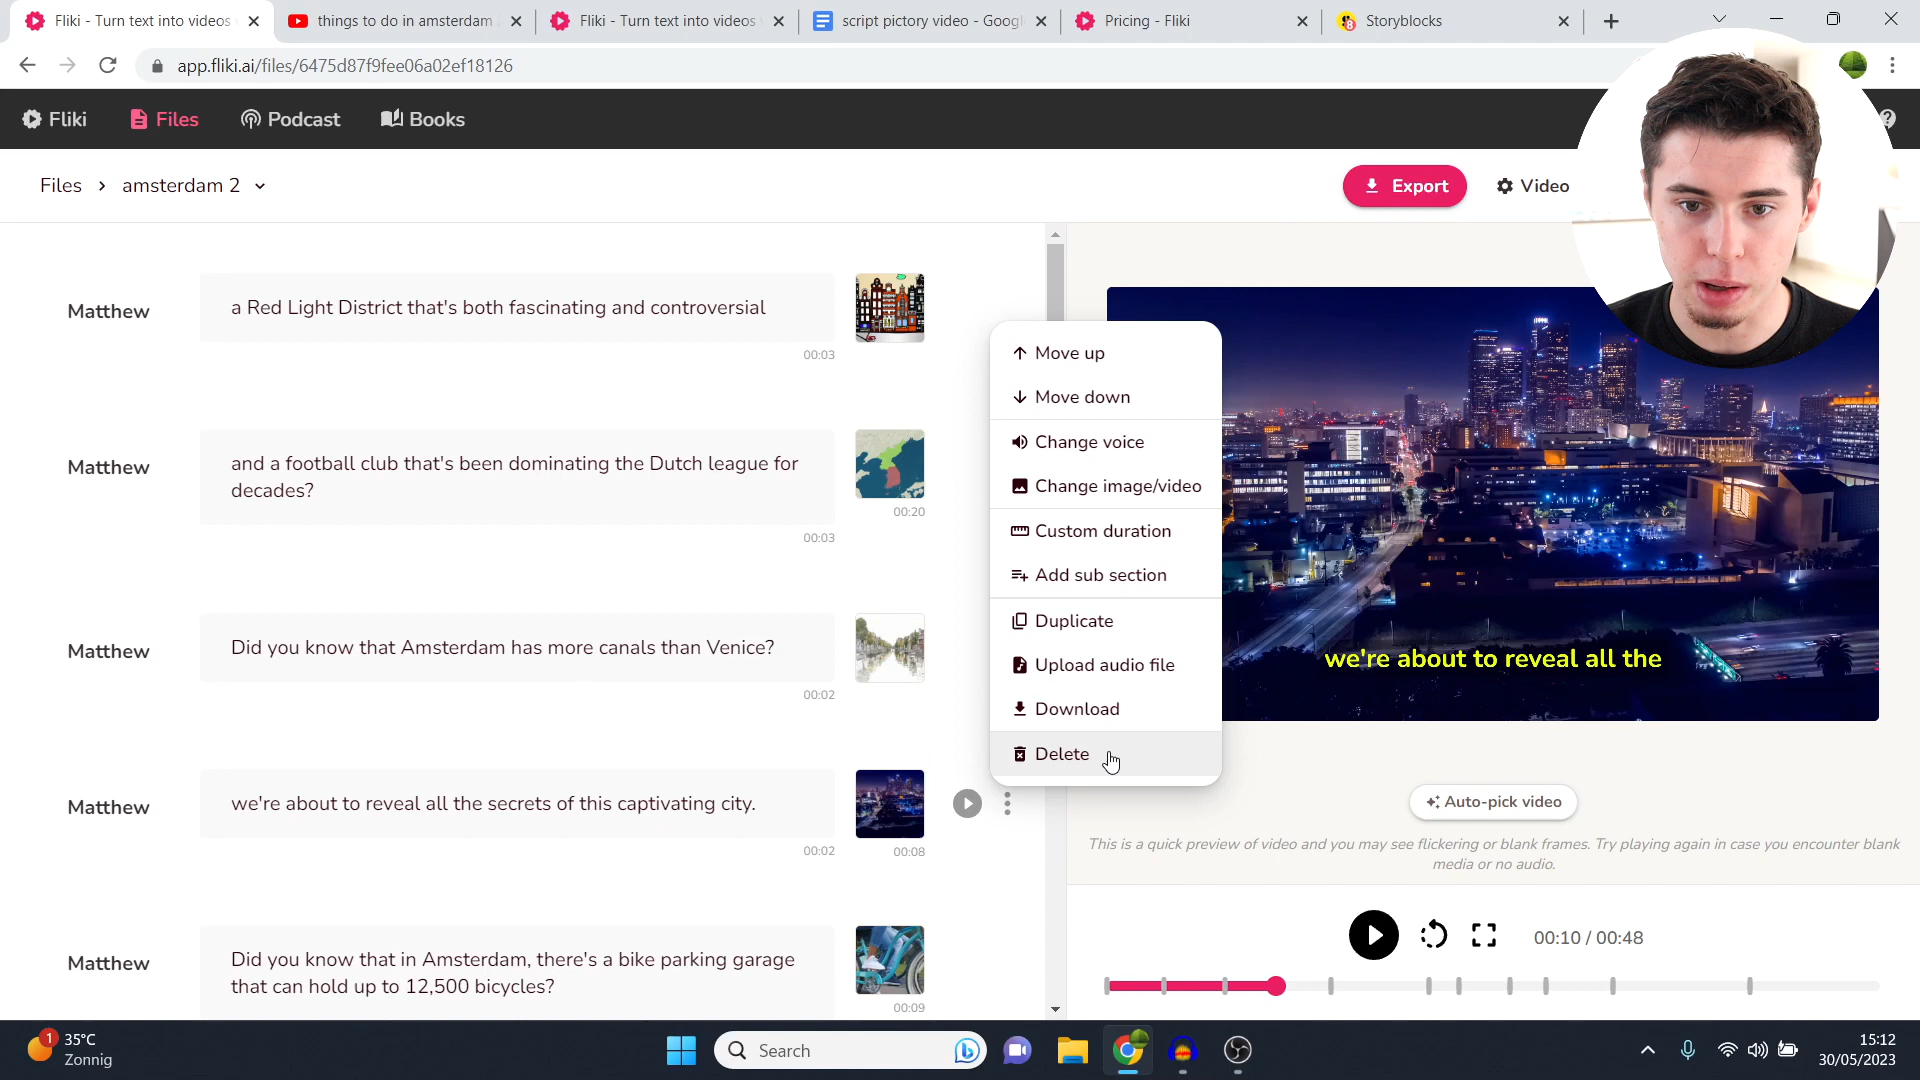 Fliki - Turn text into videos
things to do in amsterdam
Fliki - Turn text into videos
script pictory video - Googl
Pricing - Fliki
Storyblocks
app.fliki.ai/files/6475d87f9fee06a02ef18126
Fliki
Files
Podcast
Books
Files > amsterdam 2
Export
Video
Matthew
a Red Light District that's both fascinating and controversial
00:03
Matthew
and a football club that's been dominating the Dutch league for
decades?
00:20
00:03
Matthew
Did you know that Amsterdam has more canals than Venice?
00:02
Matthew
we're about to reveal all the secrets of this captivating city.
00:02
00:08
Matthew
Did you know that in Amsterdam, there's a bike parking garage
that can hold up to 12,500 bicycles?
00:09
Move up
Move down
Change voice
Change image/video
Custom duration
Add sub section
Duplicate
Upload audio file
Download
Delete
we're about to reveal all the
Auto-pick video
This is a quick preview of video and you may see flickering or blank frames. Try playing again in case you encounter blank
media or no audio.
00:10 / 00:48
1
35°C
Zonnig
Search
15:12
30/05/2023